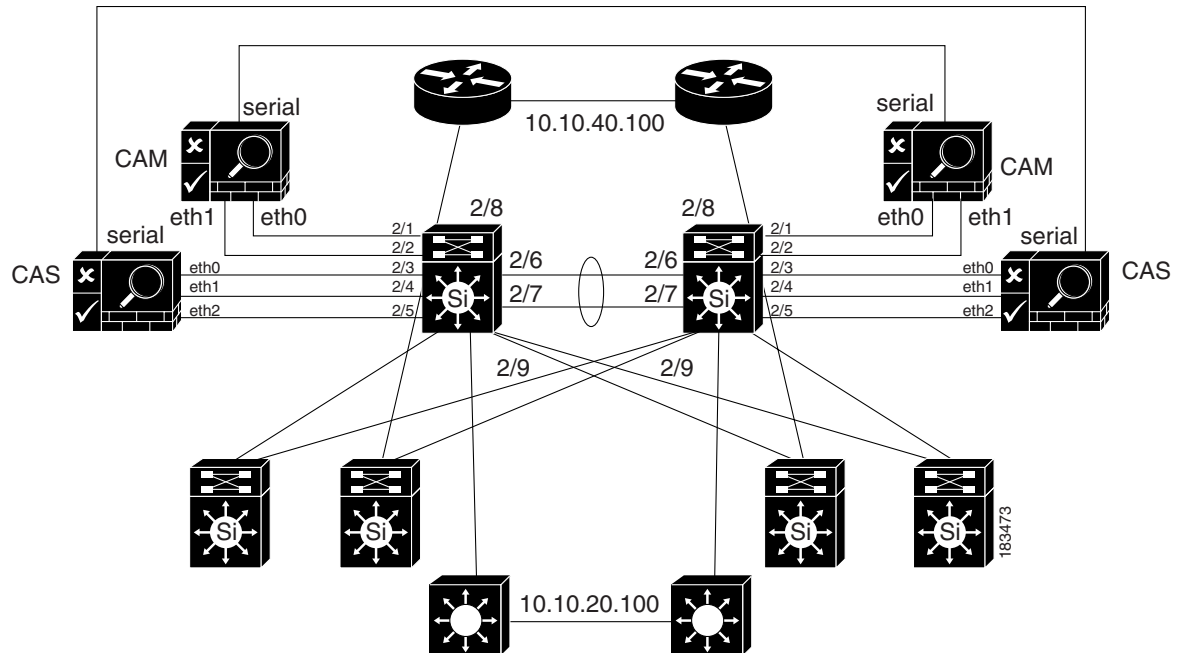 serial
serial
10.10.40.100
CAM
CAM
eth1
eth0
2/8
2/8
eth0
eth1
serial
2/1
2/1
serial
2/2
2/2
CAS
eth0
2/3
2/6
2/6
2/3
eth0
CAS
eth1
2/4
Si
2/7
2/7
Si
2/4
eth1
eth2
2/5
2/5
eth2
2/9
2/9
Si
Si
Si
Si
183473
10.10.20.100